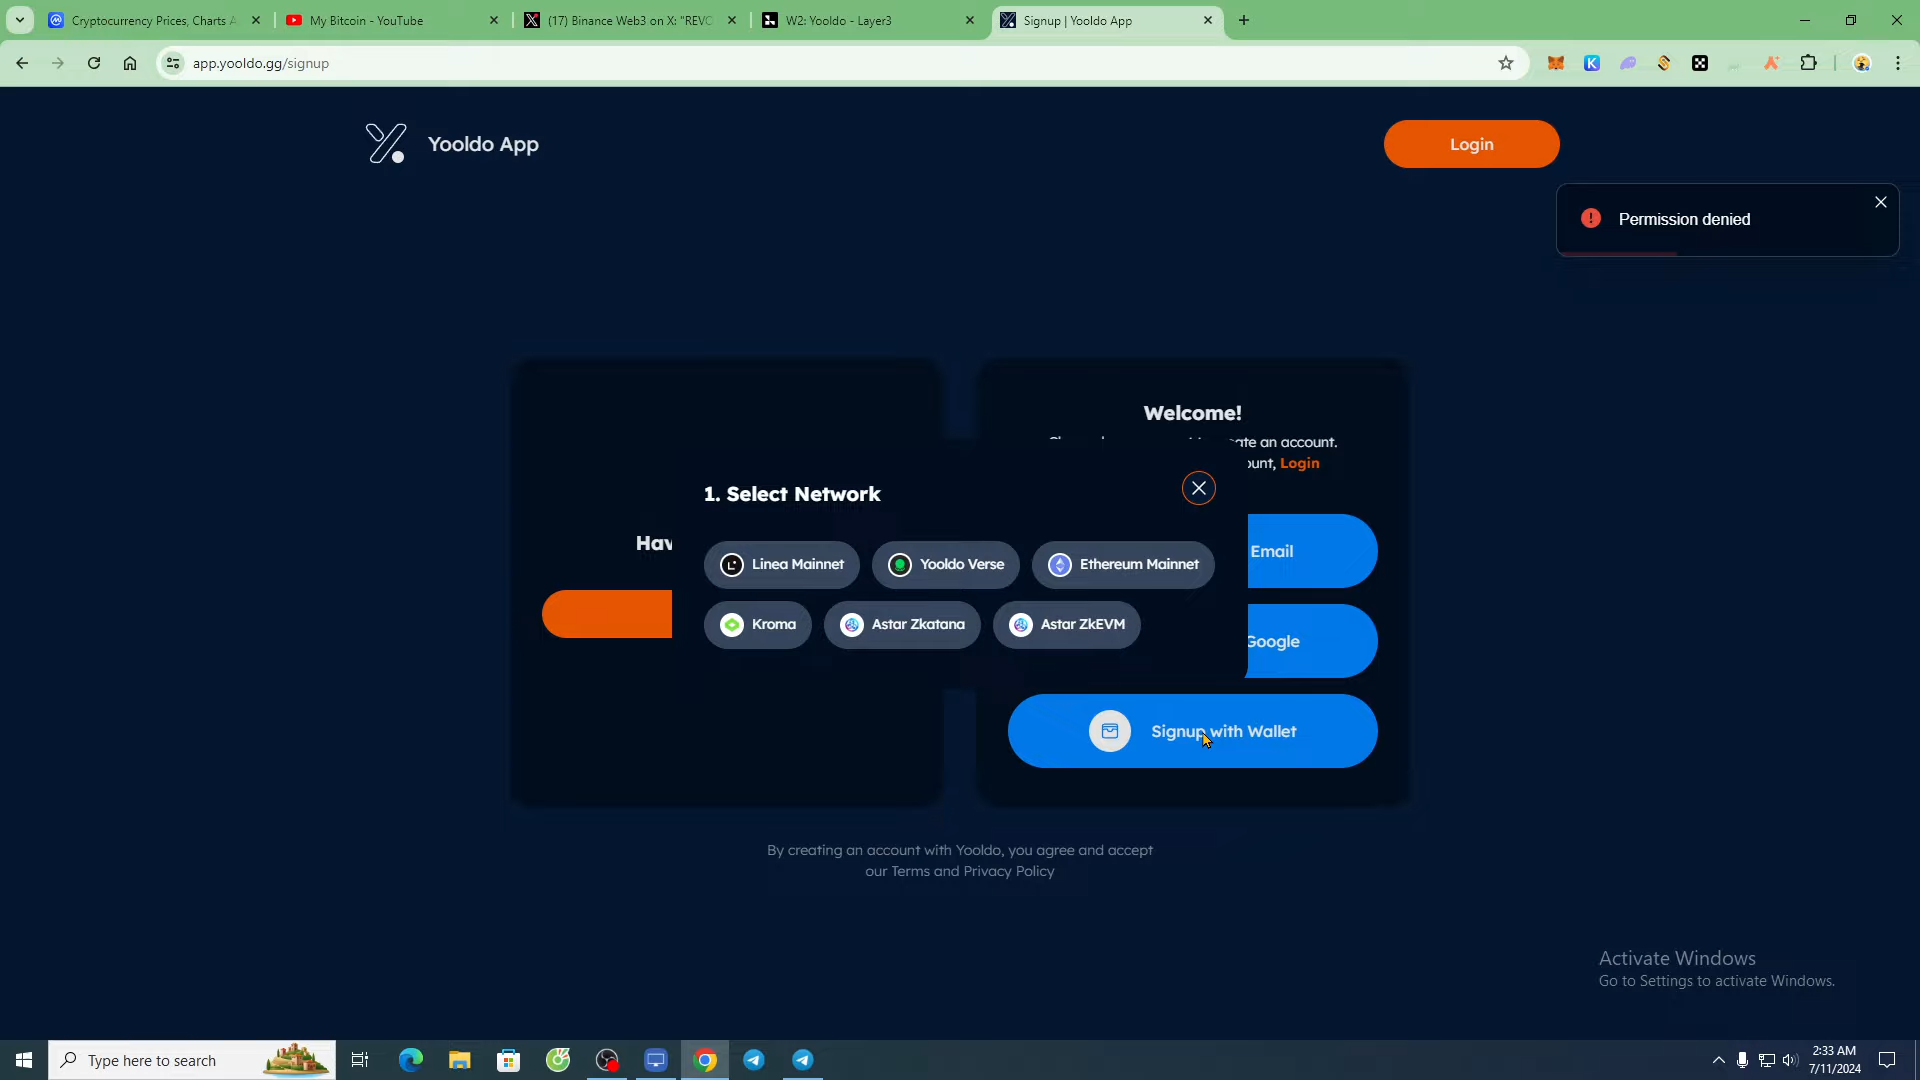 Cryptocurrency Prices, Charts A
My Bitcoin - YouTube
(17) Binance Web3 on X: "REVO
W2: Yooldo - Layer3
Signup | Yooldo App
app.yooldo.gg/signup
Yooldo App
Login
Permission denied
Welcome!
ate an account.
ount, Login
1. Select Network
Hav
Email
Linea Mainnet
Yooldo Verse
Ethereum Mainnet
Kroma
Astar Zkatana
Astar ZkEVM
Google
Signup with Wallet
By creating an account with Yooldo, you agree and accept
our Terms and Privacy Policy
Activate Windows
Go to Settings to activate Windows.
Type here to search
2:33 AM
7/11/2024